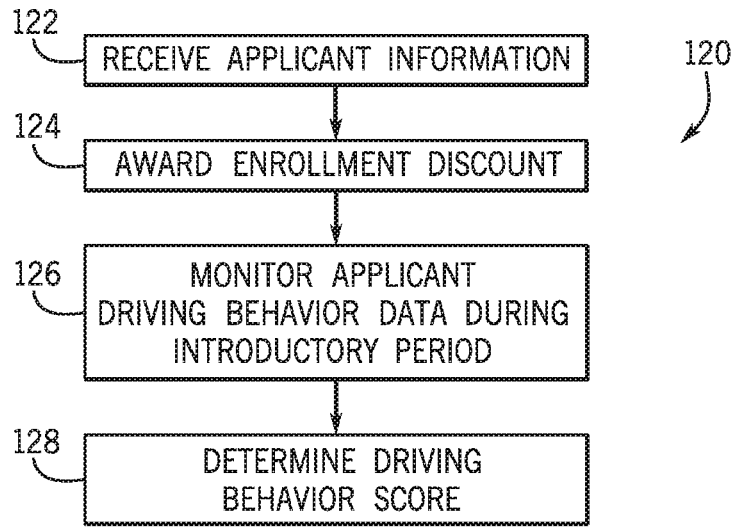 122
RECEIVE APPLICANT INFORMATION
120
124
AWARD ENROLLMENT DISCOUNT
126
MONITOR APPLICANT
DRIVING BEHAVIOR DATA DURING
INTRODUCTORY PERIOD
128
DETERMINE DRIVING
BEHAVIOR SCORE